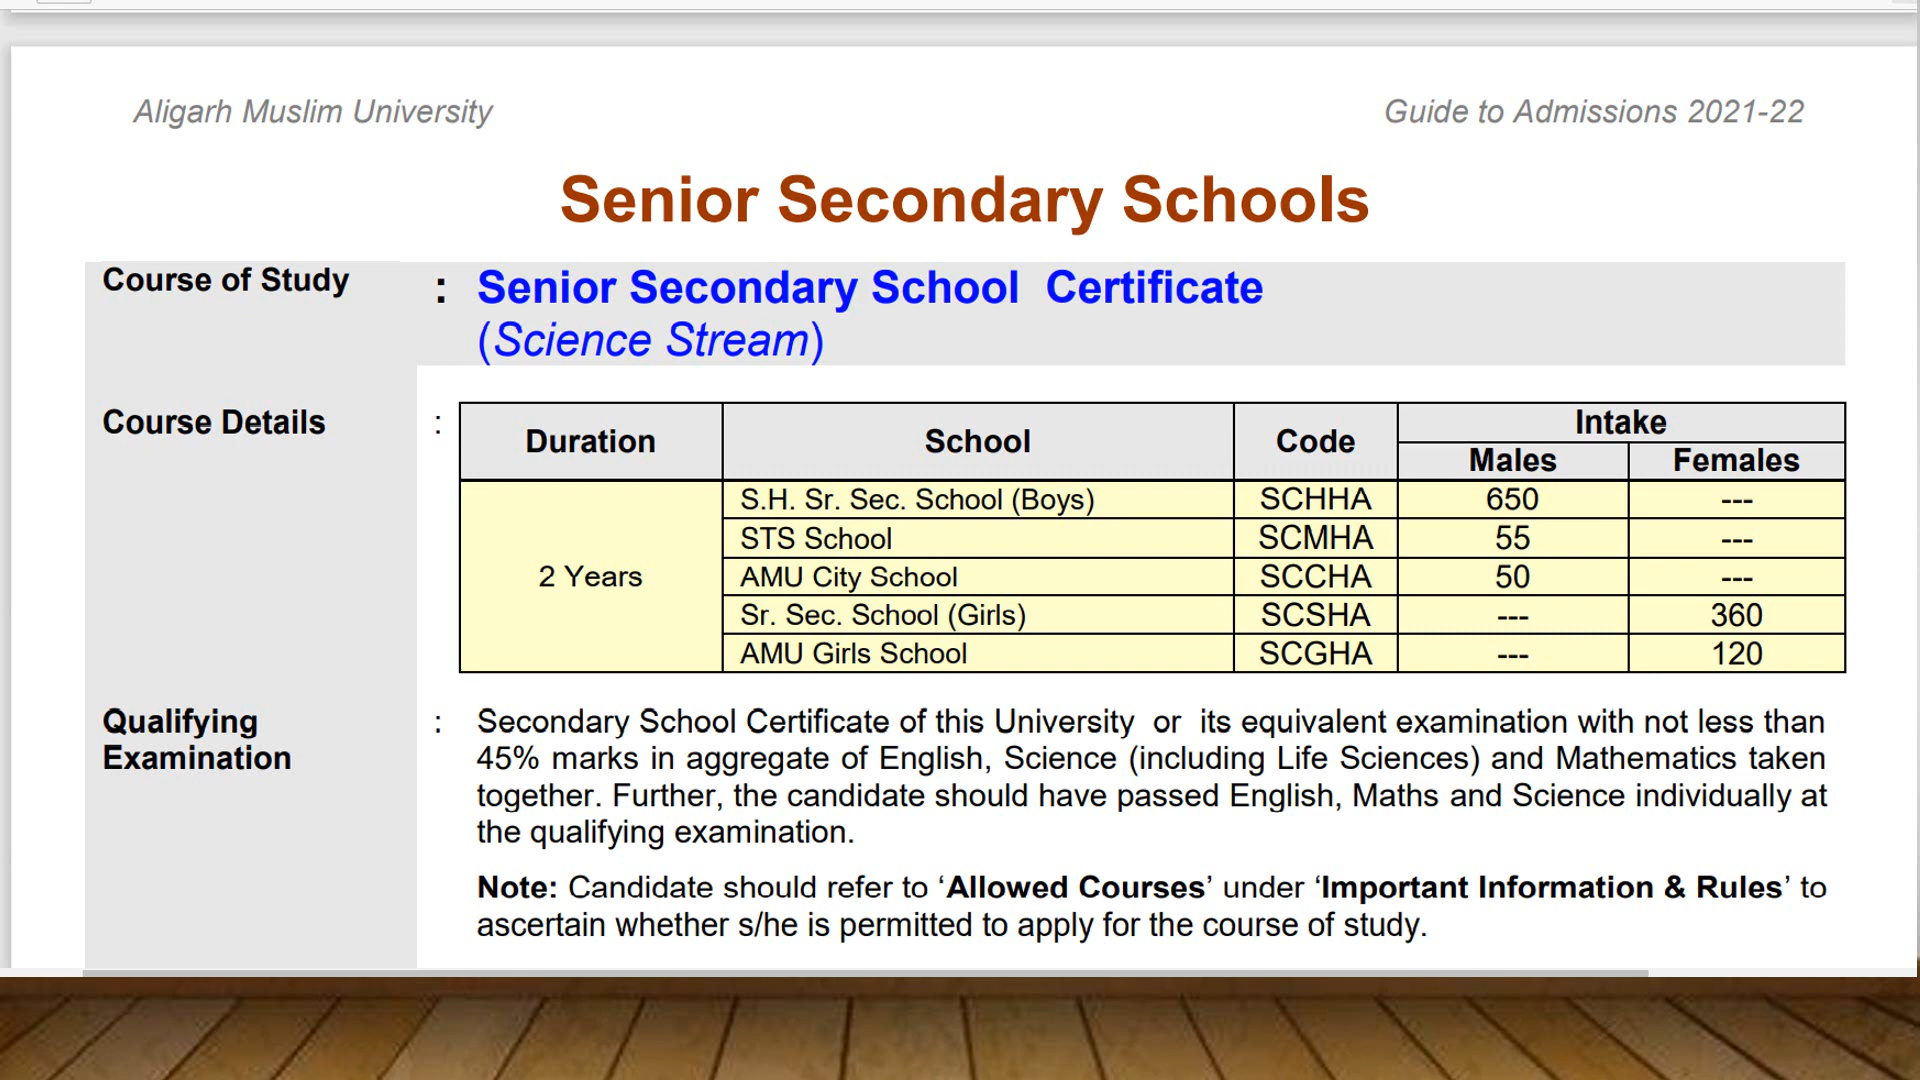 Aligarh Muslim University
Guide to Admissions 2021-22
Senior Secondary Schools
Course of Study : Senior Secondary School Certificate
(Science Stream)
Course Details :
Duration School Code Intake
Males Females
2 Years
S.H. Sr. Sec. School (Boys) SCHHA 650 ---
STS School SCMHA 55 ---
AMU City School SCCHA 50 ---
Sr. Sec. School (Girls) SCSHA --- 360
AMU Girls School SCGHA --- 120
Qualifying Examination :
Secondary School Certificate of this University or its equivalent examination with not less than
45% marks in aggregate of English, Science (including Life Sciences) and Mathematics taken
together. Further, the candidate should have passed English, Maths and Science individually at
the qualifying examination.
Note: Candidate should refer to ‘Allowed Courses’ under ‘Important Information & Rules’ to
ascertain whether s/he is permitted to apply for the course of study.